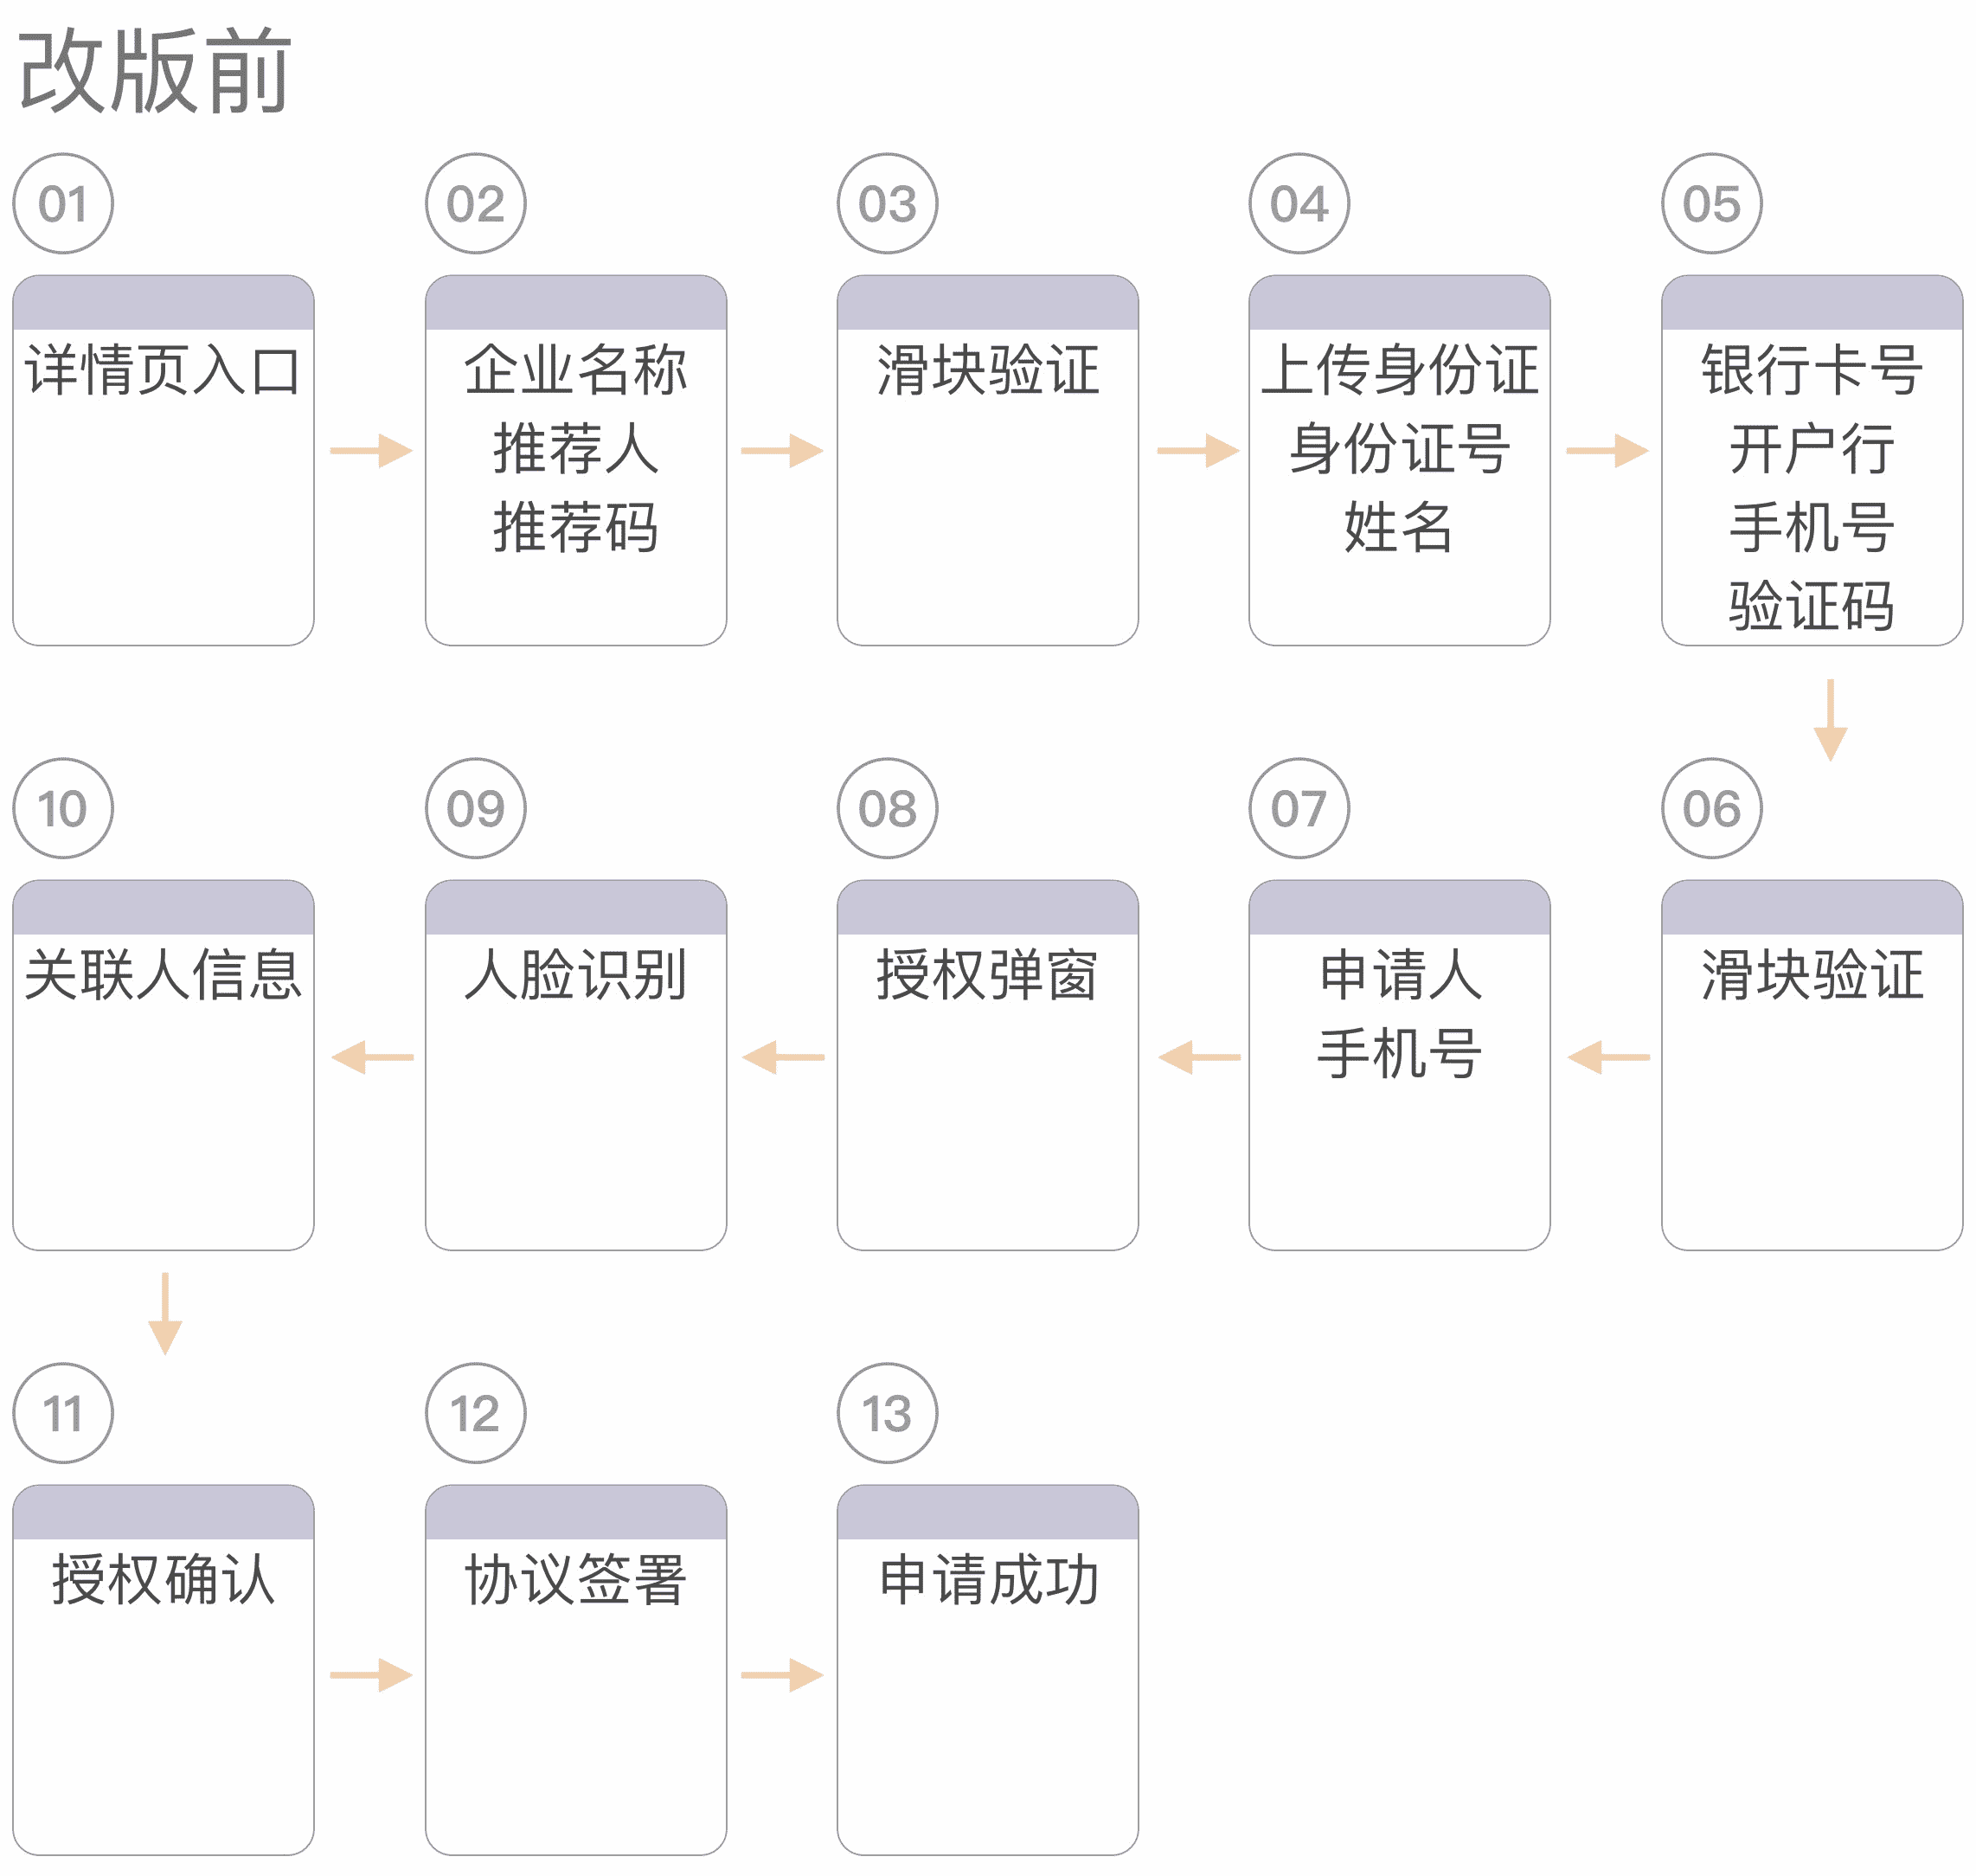 改版前
01
详情页入口
02
企业名称
推荐人
推荐码
03
滑块验证
04
上传身份证
身份证号
姓名
05
银行卡号
开户行
手机号
验证码
06
滑块验证
07
申请人
手机号
08
授权弹窗
09
人脸识别
10
关联人信息
11
授权确认
12
协议签署
13
申请成功